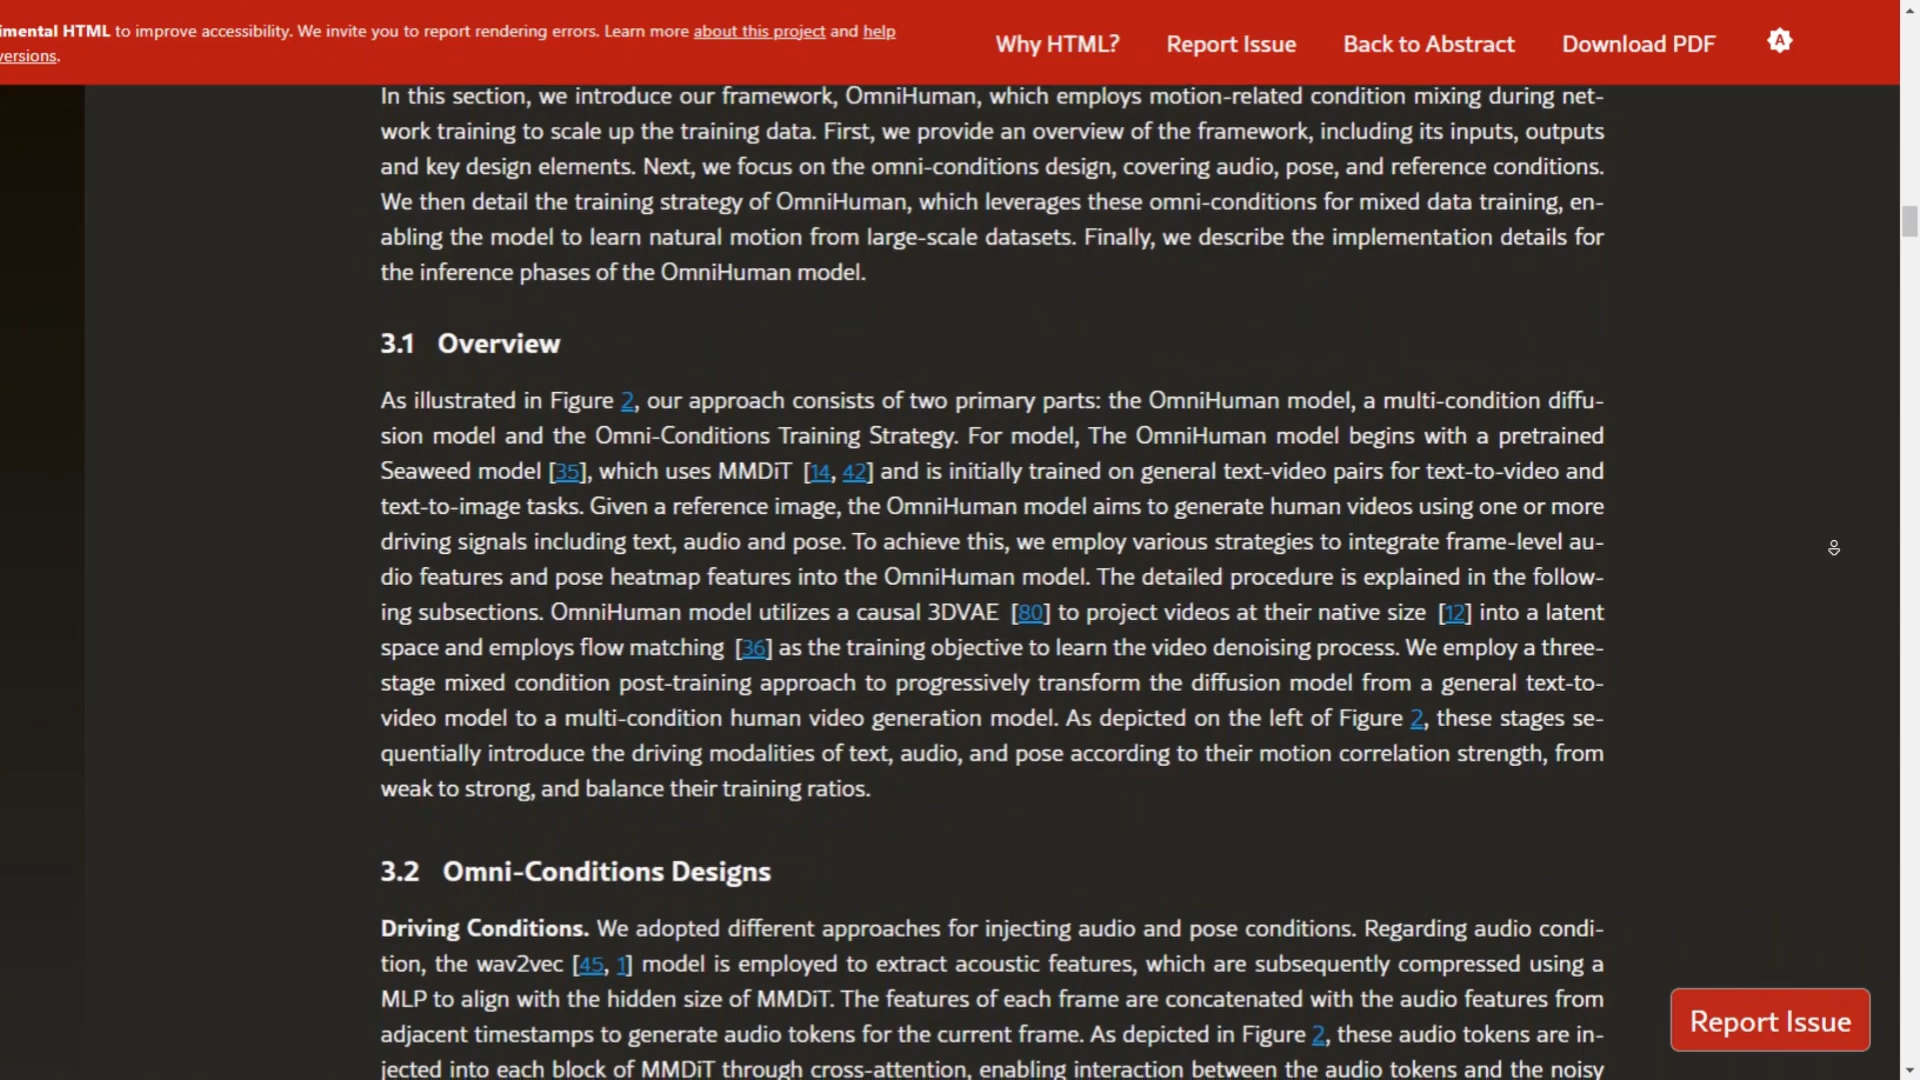 imental HTML to improve accessibility. We invite you to report rendering errors. Learn more about this project and help
versions.
Why HTML? Report Issue Back to Abstract Download PDF
A
In this section, we introduce our framework, OmniHuman, which employs motion-related condition mixing during net-
work training to scale up the training data. First, we provide an overview of the framework, including its inputs, outputs
and key design elements. Next, we focus on the omni-conditions design, covering audio, pose, and reference conditions.
We then detail the training strategy of OmniHuman, which leverages these omni-conditions for mixed data training, en-
abling the model to learn natural motion from large-scale datasets. Finally, we describe the implementation details for
the inference phases of the OmniHuman model.
3.1 Overview
As illustrated in Figure 2, our approach consists of two primary parts: the OmniHuman model, a multi-condition diffu-
sion model and the Omni-Conditions Training Strategy. For model, The OmniHuman model begins with a pretrained
Seaweed model [35], which uses MMDiT [14, 42] and is initially trained on general text-video pairs for text-to-video and
text-to-image tasks. Given a reference image, the OmniHuman model aims to generate human videos using one or more
driving signals including text, audio and pose. To achieve this, we employ various strategies to integrate frame-level au-
dio features and pose heatmap features into the OmniHuman model. The detailed procedure is explained in the follow-
ing subsections. OmniHuman model utilizes a causal 3DVAE [80] to project videos at their native size [12] into a latent
space and employs flow matching [36] as the training objective to learn the video denoising process. We employ a three-
stage mixed condition post-training approach to progressively transform the diffusion model from a general text-to-
video model to a multi-condition human video generation model. As depicted on the left of Figure 2, these stages se-
quentially introduce the driving modalities of text, audio, and pose according to their motion correlation strength, from
weak to strong, and balance their training ratios.
3.2 Omni-Conditions Designs
Driving Conditions. We adopted different approaches for injecting audio and pose conditions. Regarding audio condi-
tion, the wav2vec [45, 1] model is employed to extract acoustic features, which are subsequently compressed using a
MLP to align with the hidden size of MMDiT. The features of each frame are concatenated with the audio features from
adjacent timestamps to generate audio tokens for the current frame. As depicted in Figure 2, these audio tokens are in-
jected into each block of MMDiT through cross-attention, enabling interaction between the audio tokens and the noisy
Report Issue